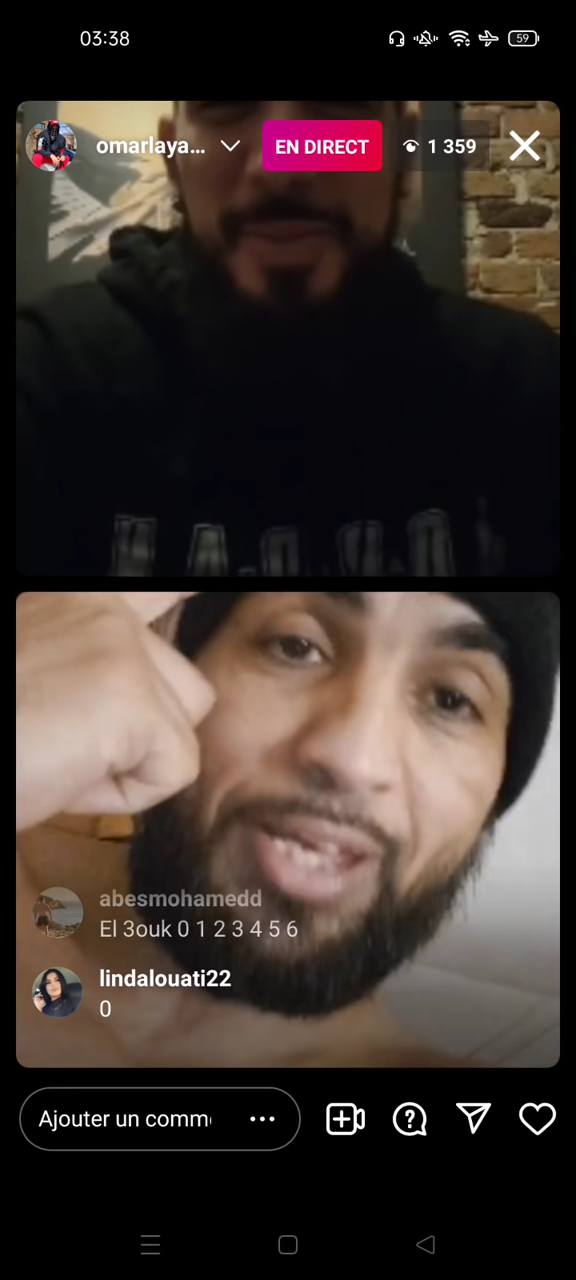 03:38
59
omarlaya...
EN DIRECT
1 359
abesmohamedd
El 3ouk 0 1 2 3 4 5 6
lindalouati22
0
Ajouter un comm